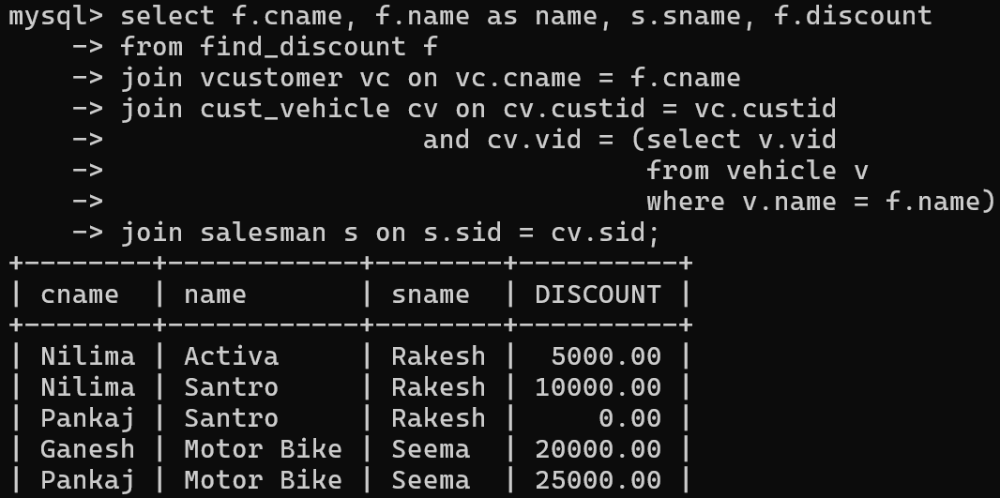 mysql> select f.cname, f.name as name, s.sname, f.discount
    -> from find_discount f
    -> join vcustomer vc on vc.cname = f.cname
    -> join cust_vehicle cv on cv.custid = vc.custid
    ->                    and cv.vid = (select v.vid
    ->                                  from vehicle v
    ->                                  where v.name = f.name)
    -> join salesman s on s.sid = cv.sid;
+--------+------------+--------+----------+
| cname  | name       | sname  | DISCOUNT |
+--------+------------+--------+----------+
| Nilima | Activa     | Rakesh |  5000.00 |
| Nilima | Santro     | Rakesh | 10000.00 |
| Pankaj | Santro     | Rakesh |     0.00 |
| Ganesh | Motor Bike | Seema  | 20000.00 |
| Pankaj | Motor Bike | Seema  | 25000.00 |